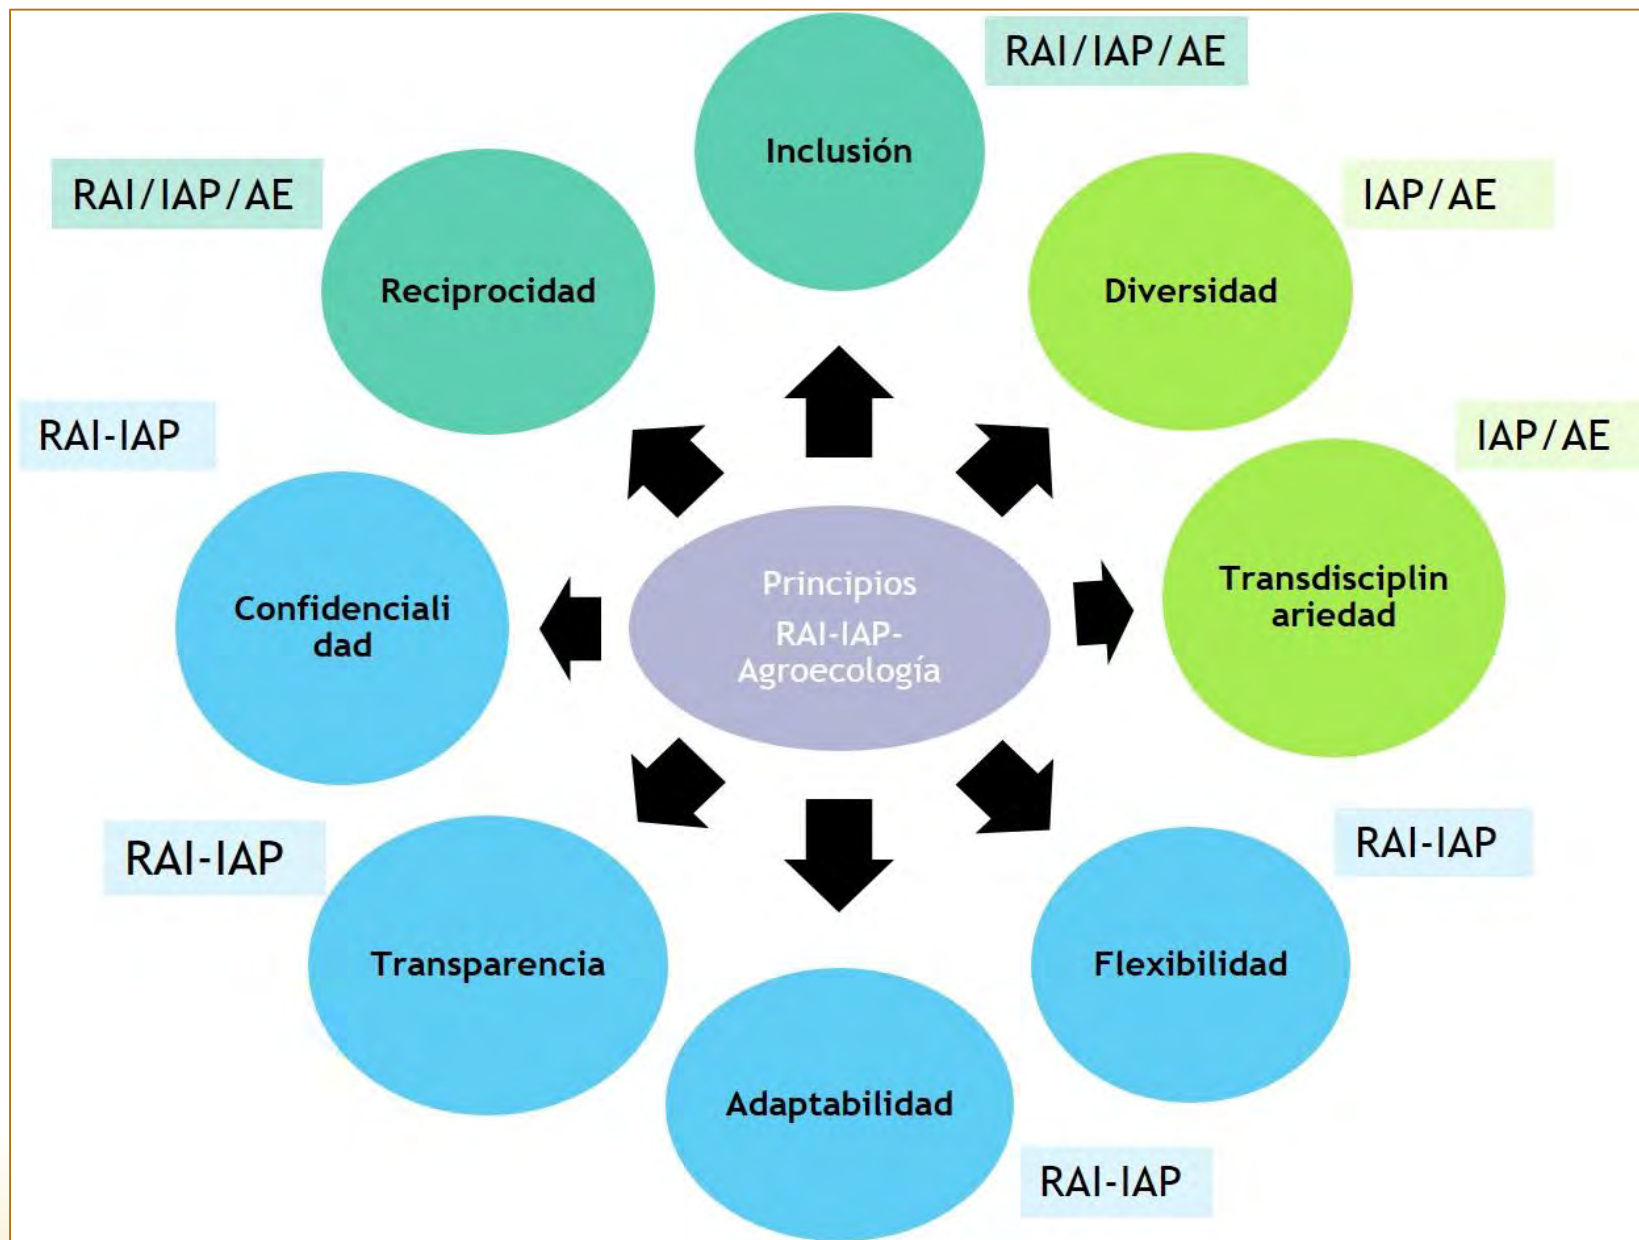 RAI/IAP/AE
Inclusión
RAI/IAP/AE
Reciprocidad
IAP/AE
Diversidad
RAI-IAP
Confidenciali
dad
IAP/AE
Transdisciplin
ariedad
Principios
RAI-IAP-
Agroecología
RAI-IAP
Transparencia
RAI-IAP
Flexibilidad
Adaptabilidad
RAI-IAP